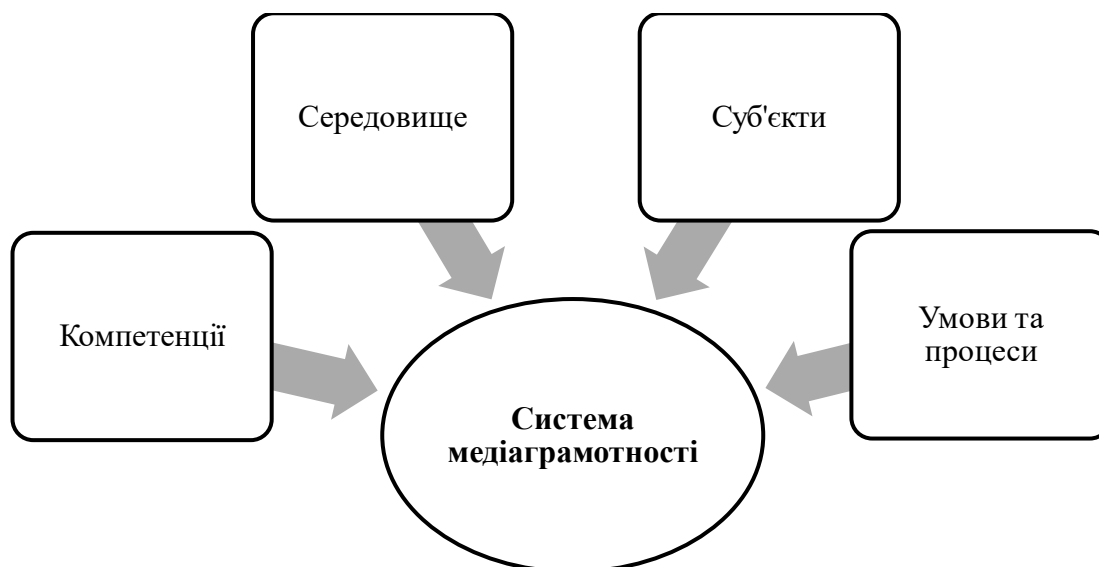 Середовище
Суб'єкти
Компетенції
Умови та
процеси
Система
медіаграмотності